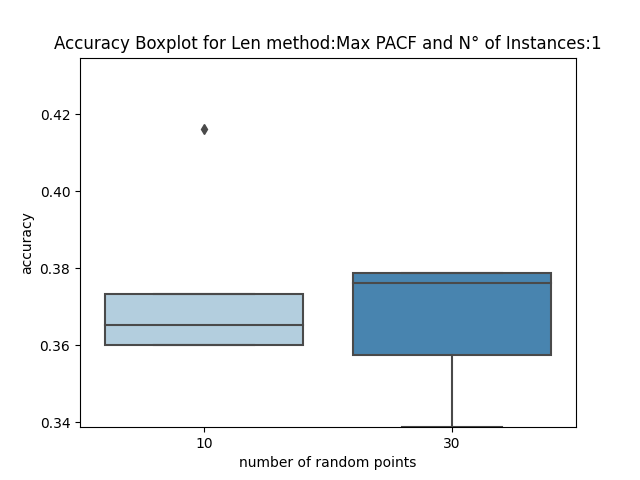 Accuracy Boxplot for Len method:Max PACF and N° of Instances:1
0.42
0.40
0.38
0.36
0.34
accuracy
10
30
number of random points